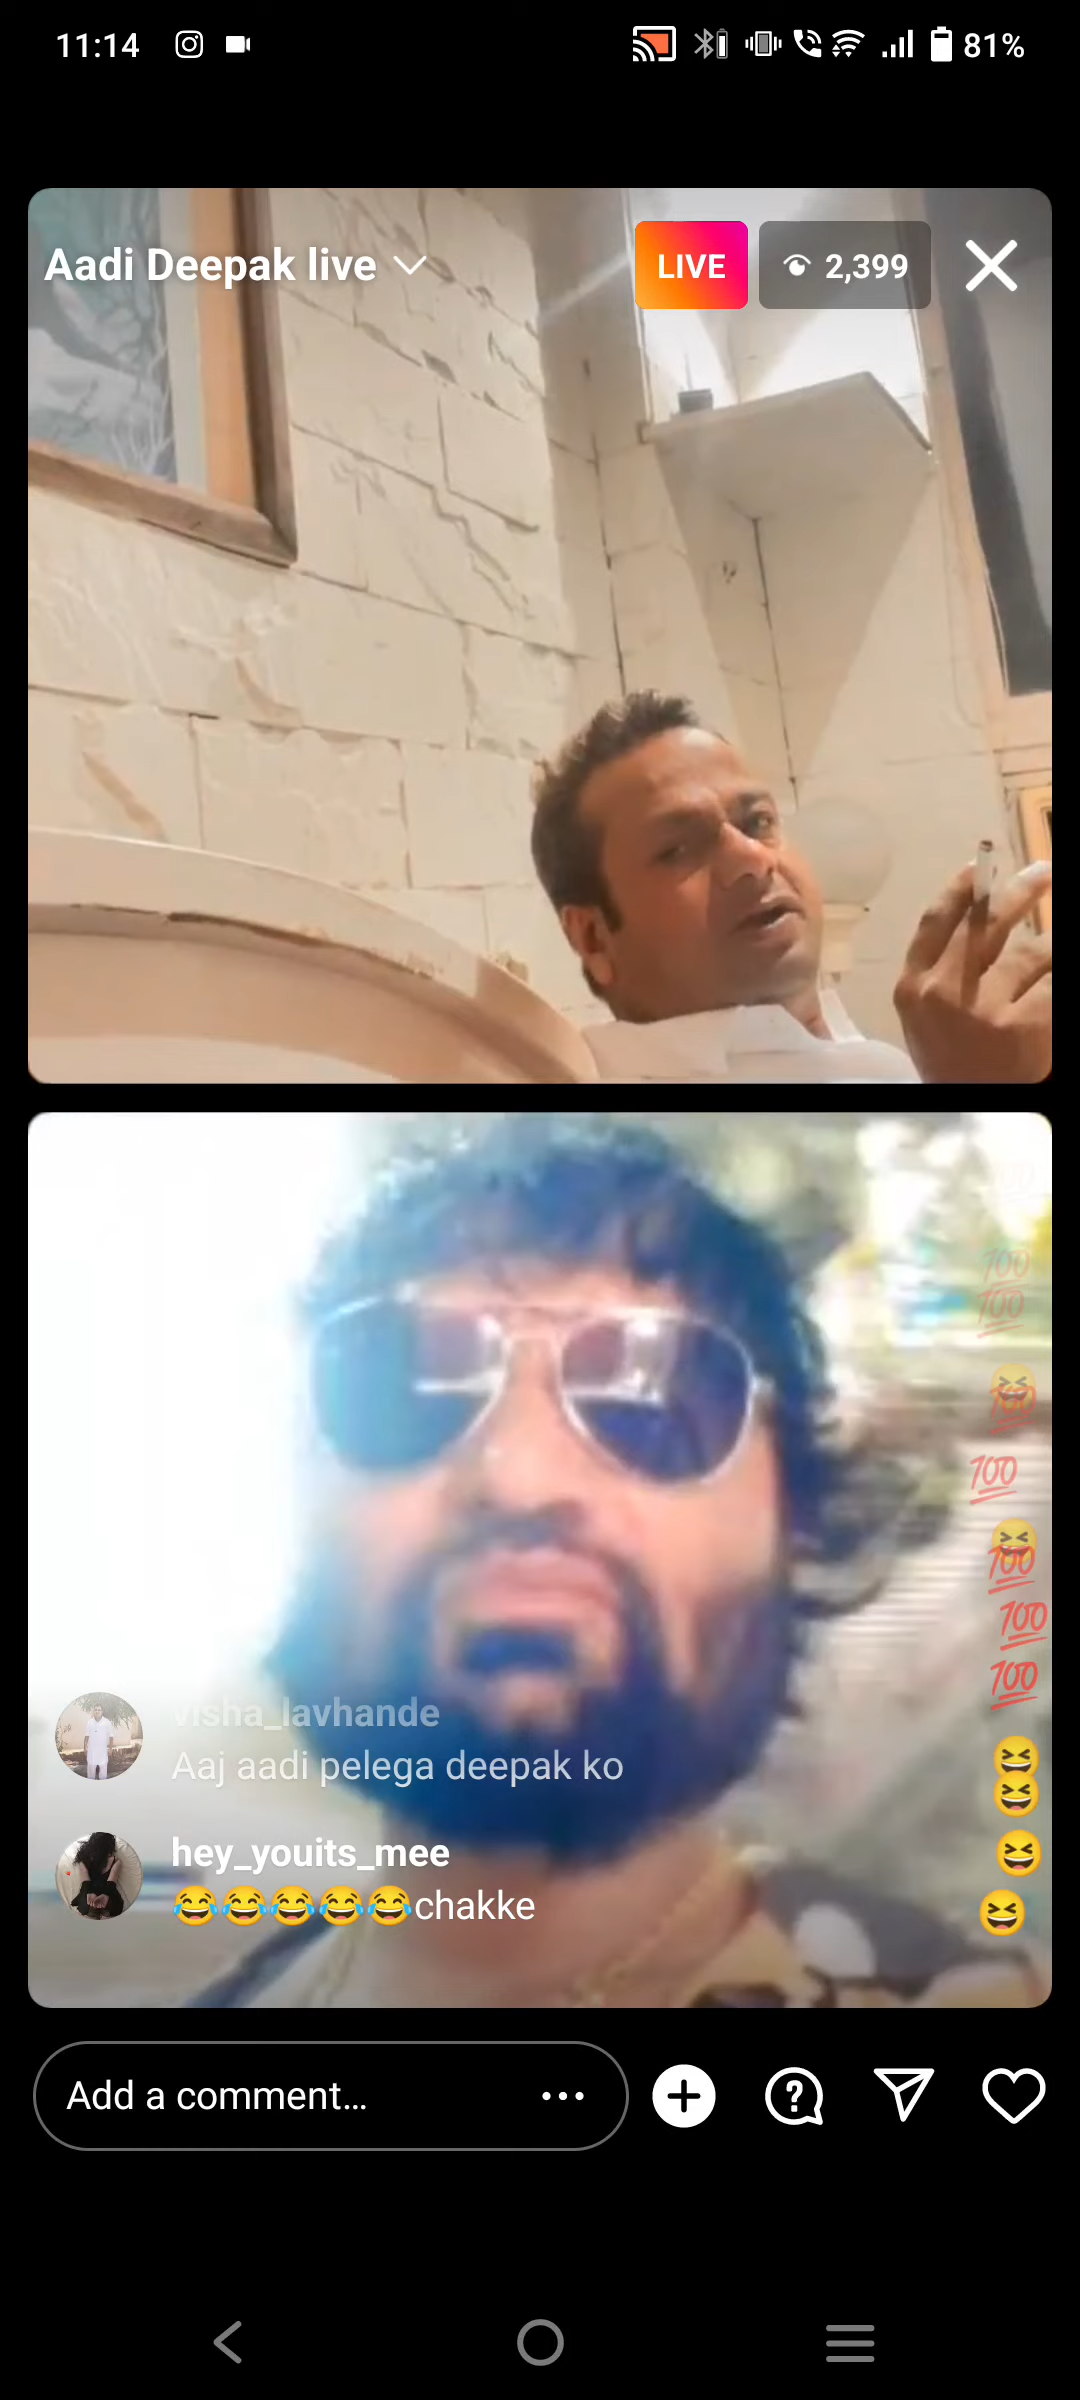 11:14
81%
Aadi Deepak live
LIVE
2,399
visha_lavhande
Aaj aadi pelega deepak ko
hey_youits_mee
😂😂😂😂😂chakke
Add a comment...